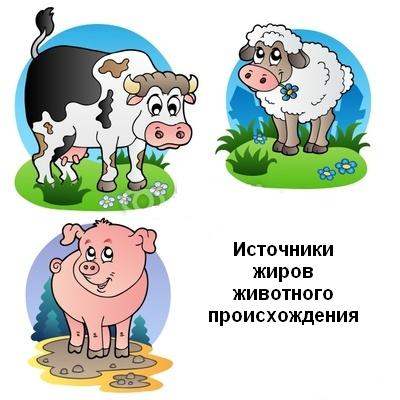 Источники
жиров
животного
происхождения